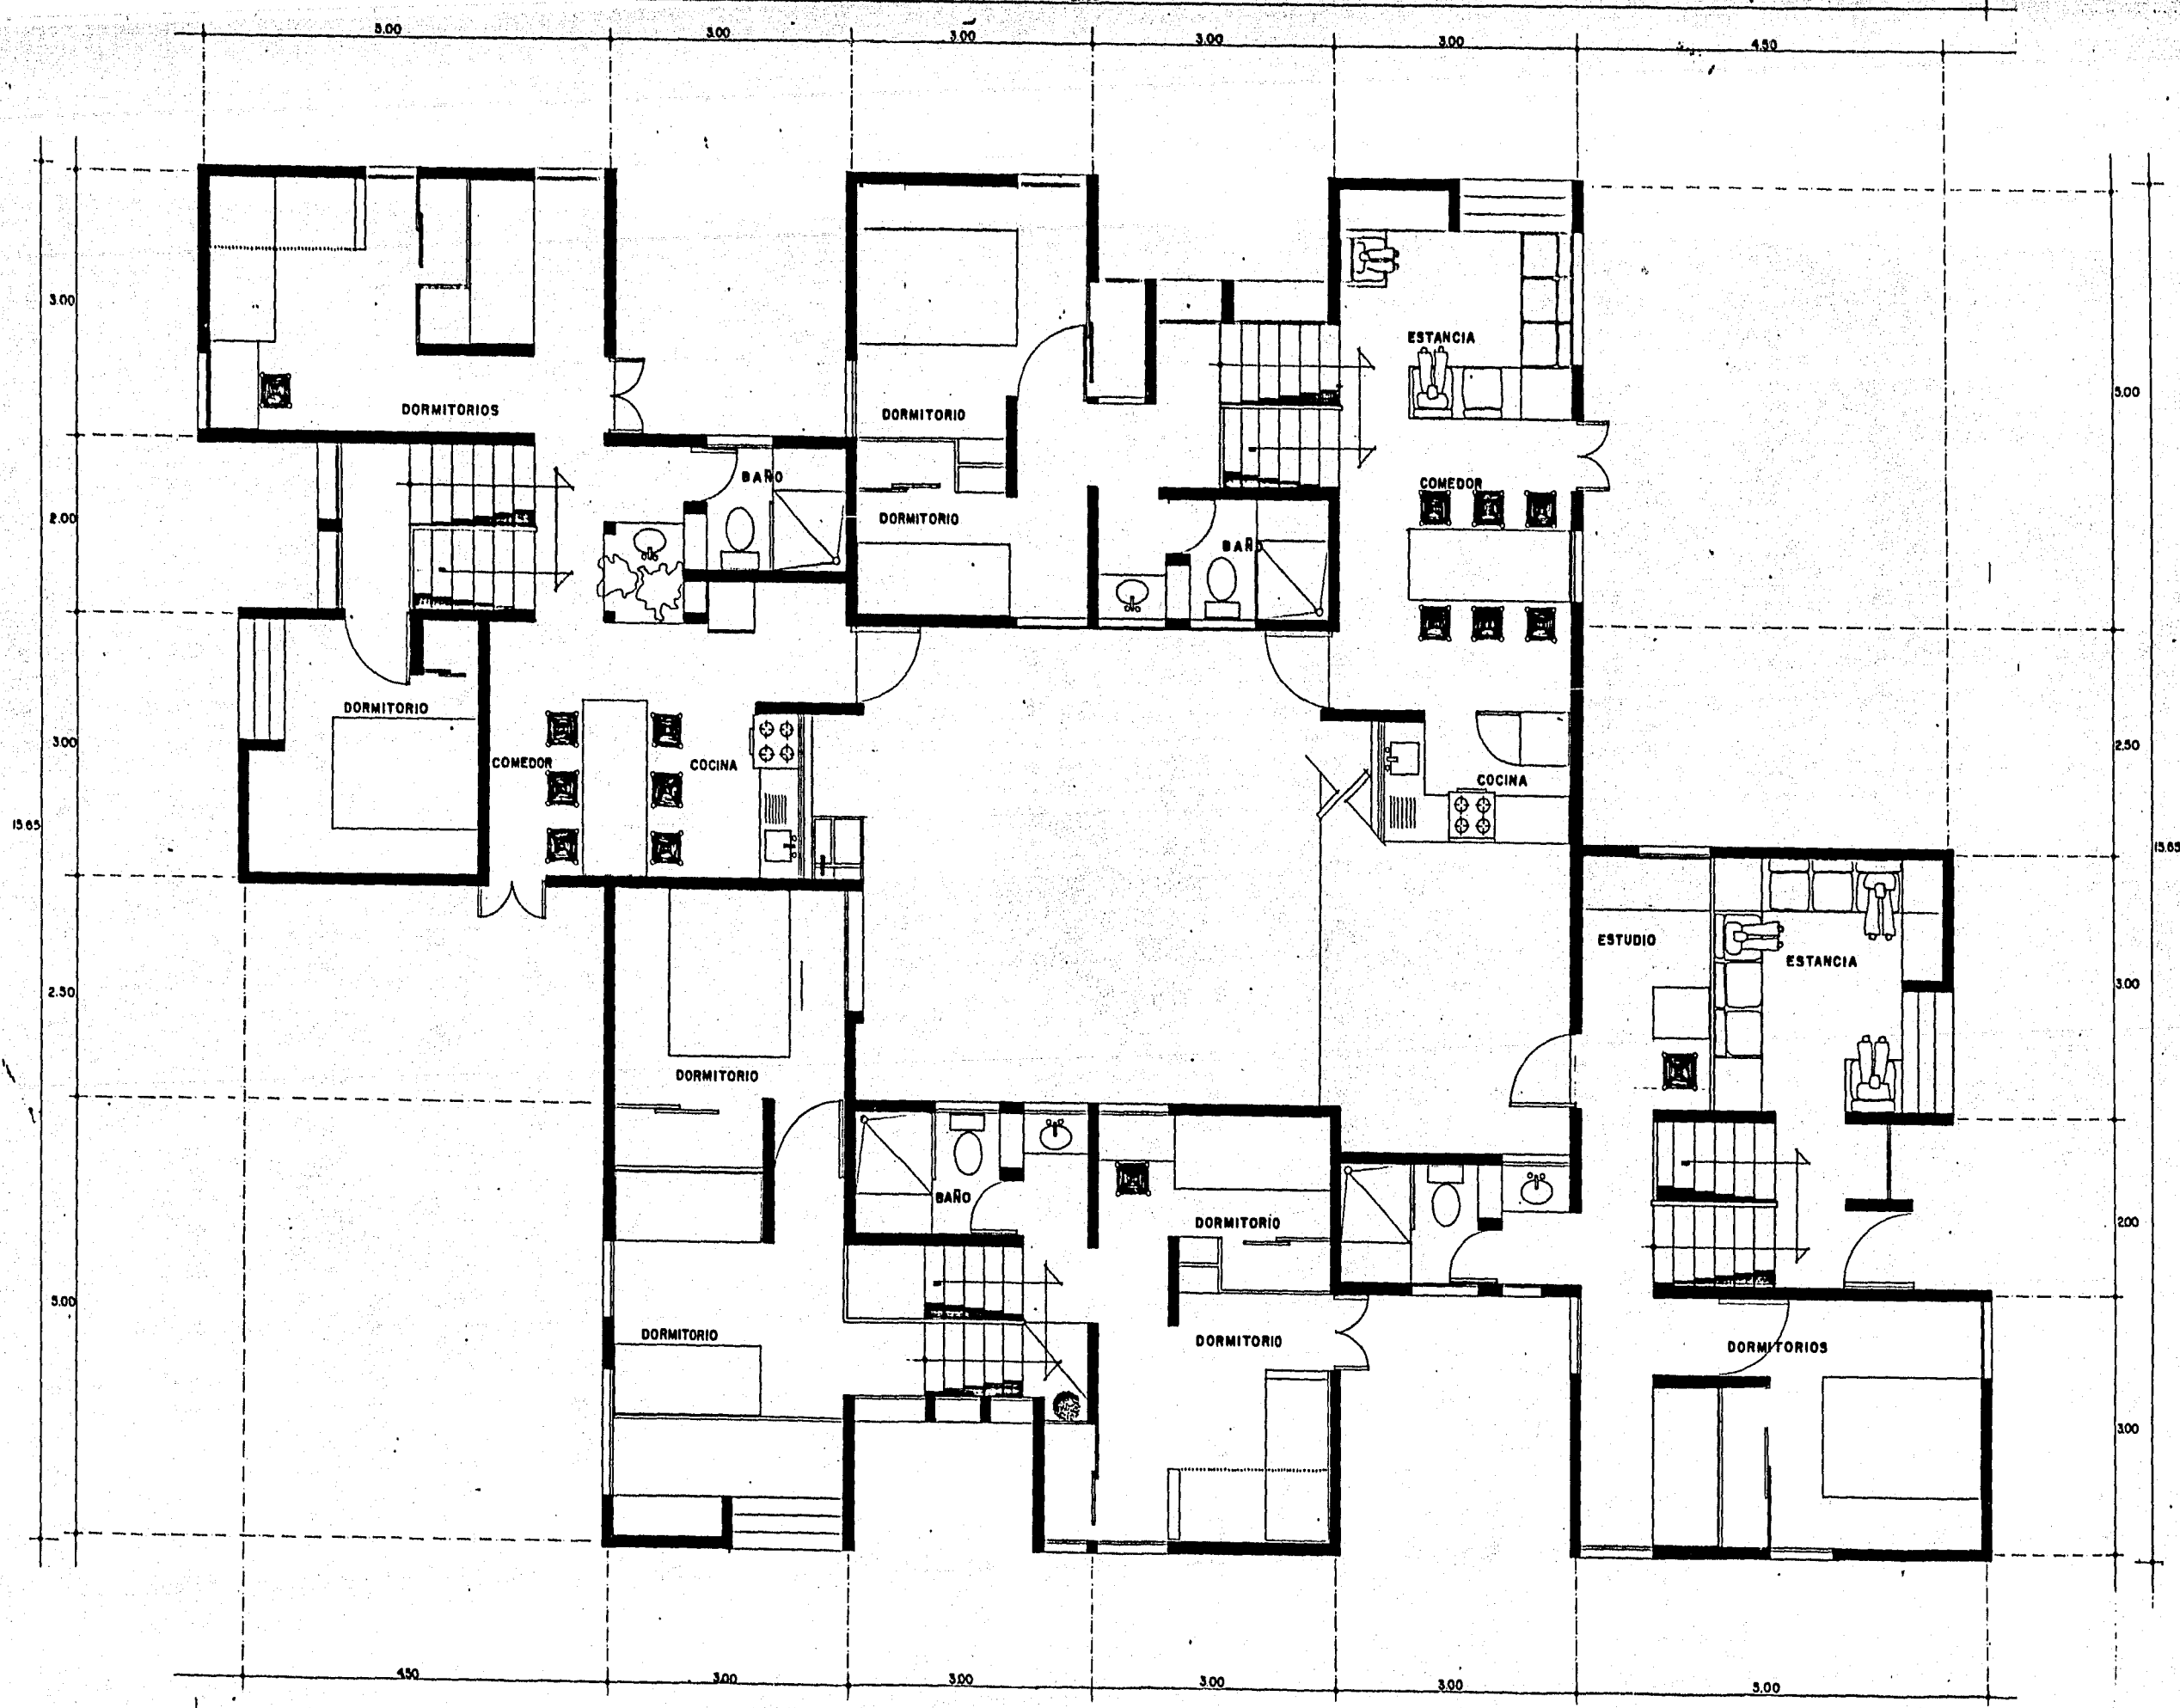 5.00 3.00 3.00 3.00 3.00 4.50
3.00
ESTANCIA
5.00
DORMITORIOS
DORMITORIO
BAÑO
COMEDOR
2.00
DORMITORIO
BAÑ
DORMITORIO
3.00
2.50
COMEDOR
COCINA
COCINA
15.65
15.65
ESTUDIO
ESTANCIA
2.50
3.00
DORMITORIO
BAÑO
DORMITORIO
2.00
5.00
DORMITORIO
DORMITORIO
DORMITORIOS
3.00
4.50 3.00 3.00 3.00 3.00 5.00